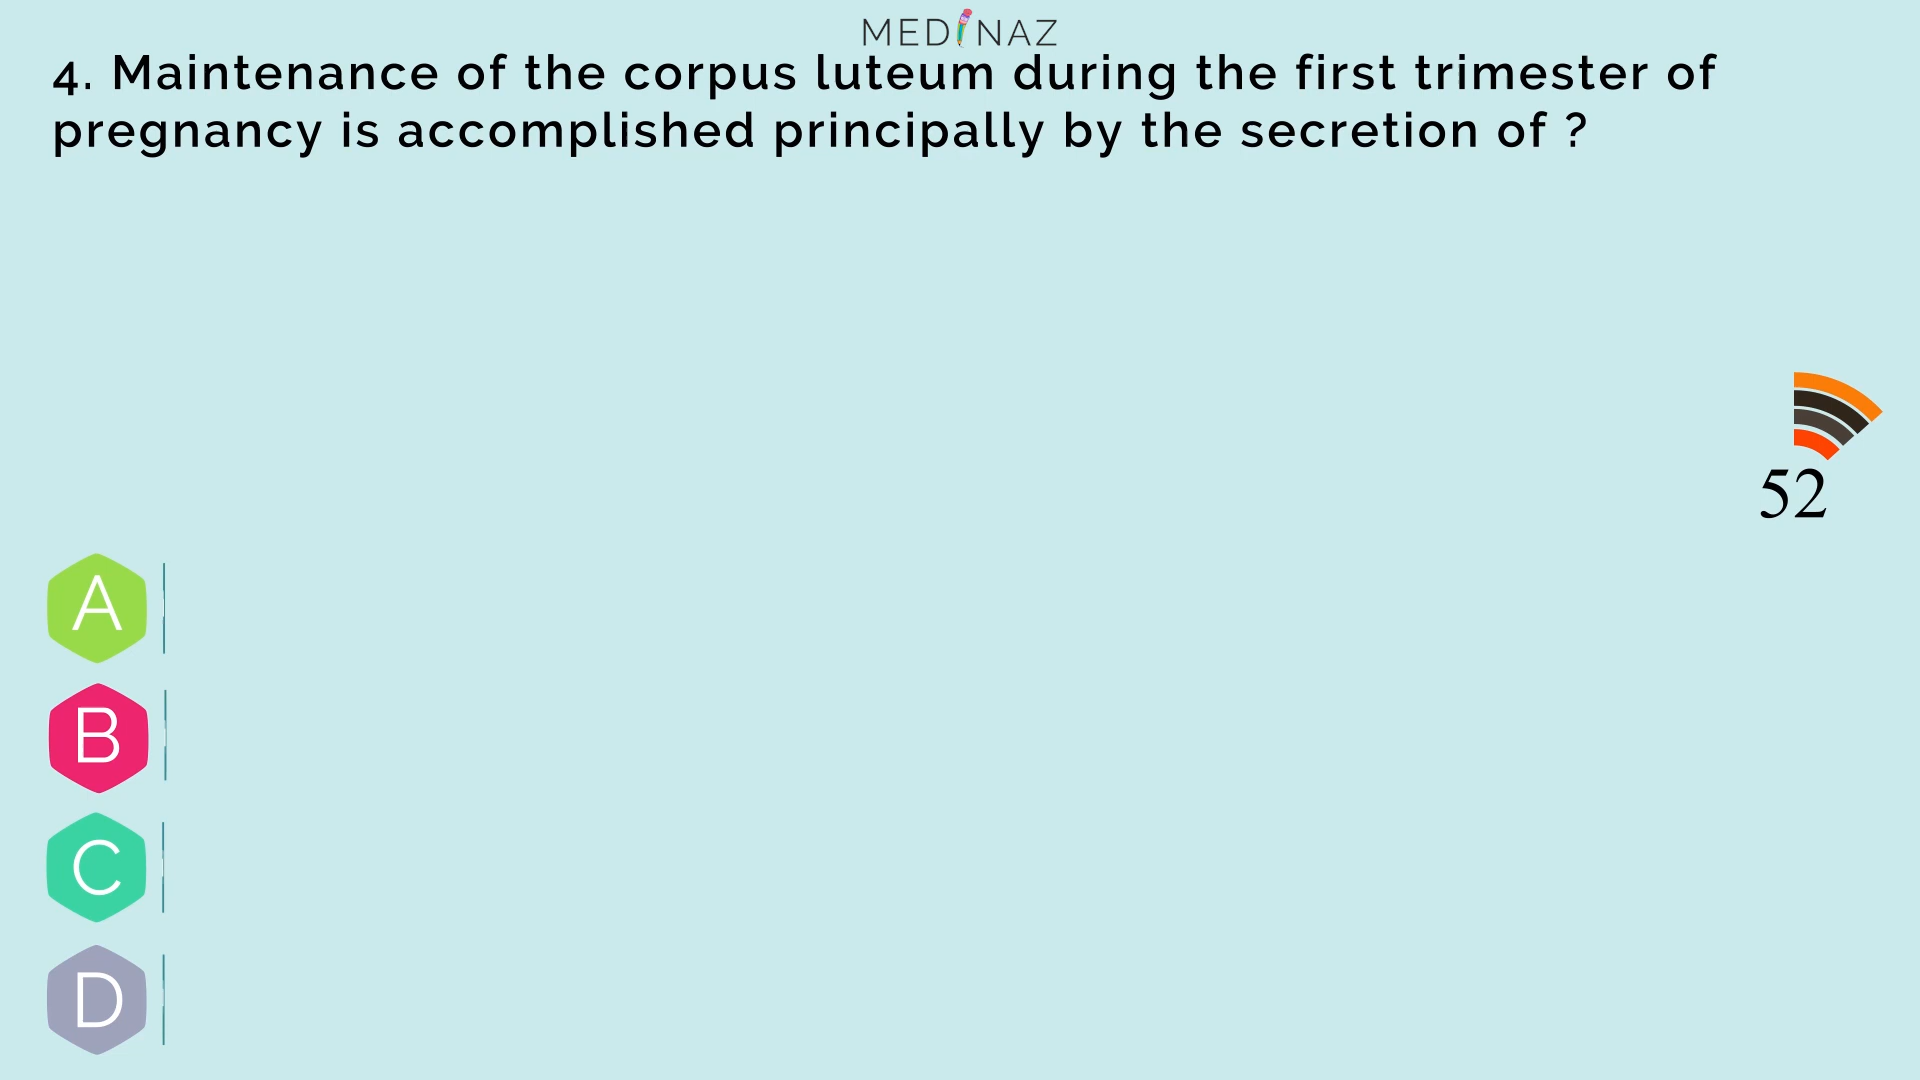 MEDINAZ
4. Maintenance of the corpus luteum during the first trimester of
pregnancy is accomplished principally by the secretion of ?
52
A
B
C
D